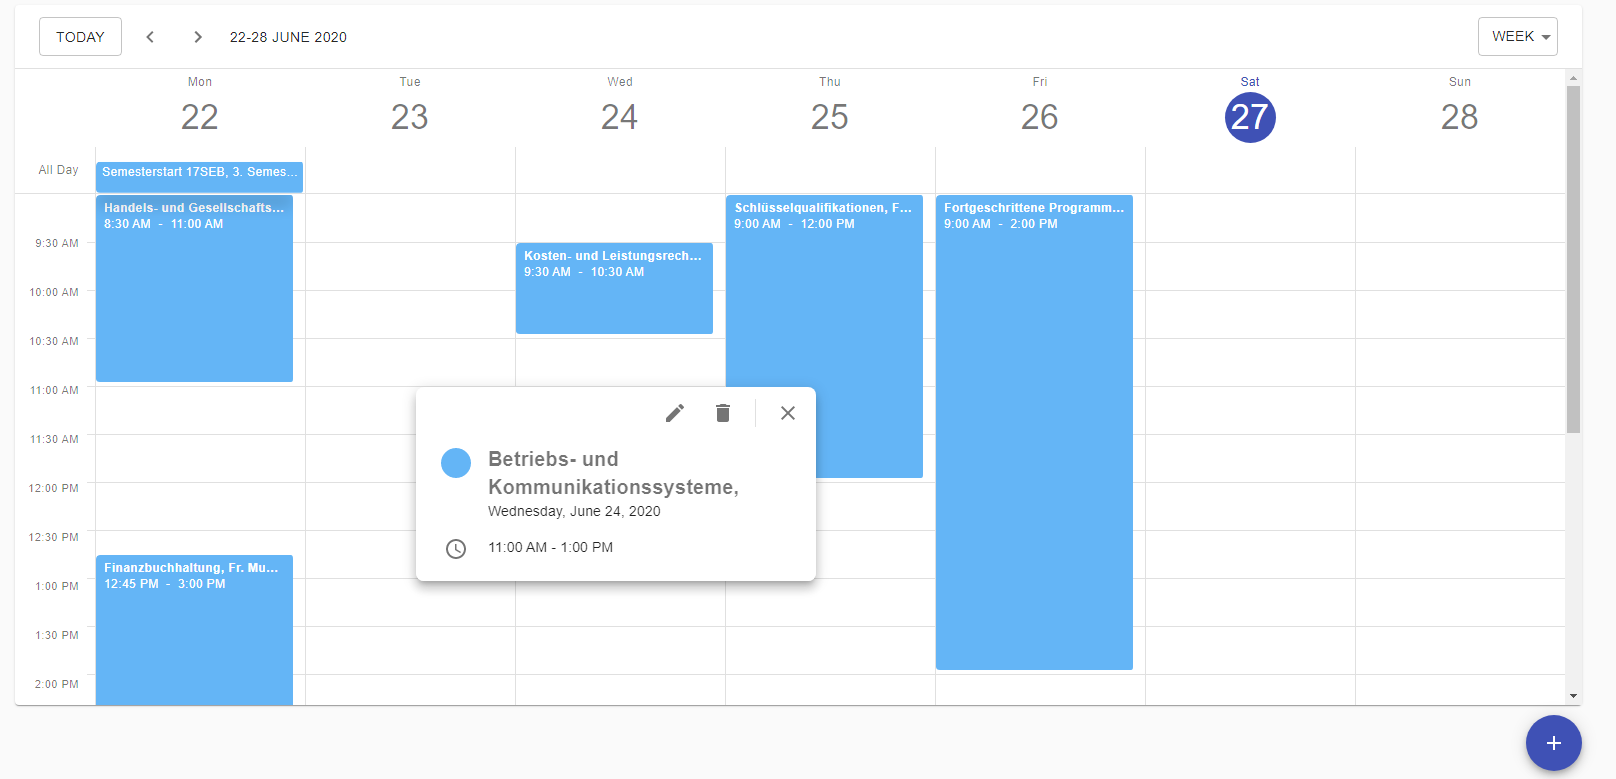 TODAY
22-28 JUNE 2020
WEEK
Mon
22
Tue
23
Wed
24
Thu
25
Fri
26
Sat
27
Sun
28
All Day
Semesterstart 17SEB, 3. Semes...
Handels- und Gesellschafts...
8:30 AM - 11:00 AM
Schlüsselqualifikationen, F...
9:00 AM - 12:00 PM
Fortgeschrittene Programm...
9:00 AM - 2:00 PM
9:30 AM
Kosten- und Leistungsrech...
9:30 AM - 10:30 AM
10:00 AM
10:30 AM
11:00 AM
11:30 AM
Betriebs- und
Kommunikationssysteme,
Wednesday, June 24, 2020
11:00 AM - 1:00 PM
12:00 PM
12:30 PM
Finanzbuchhaltung, Fr. Mu...
12:45 PM - 3:00 PM
1:00 PM
1:30 PM
2:00 PM